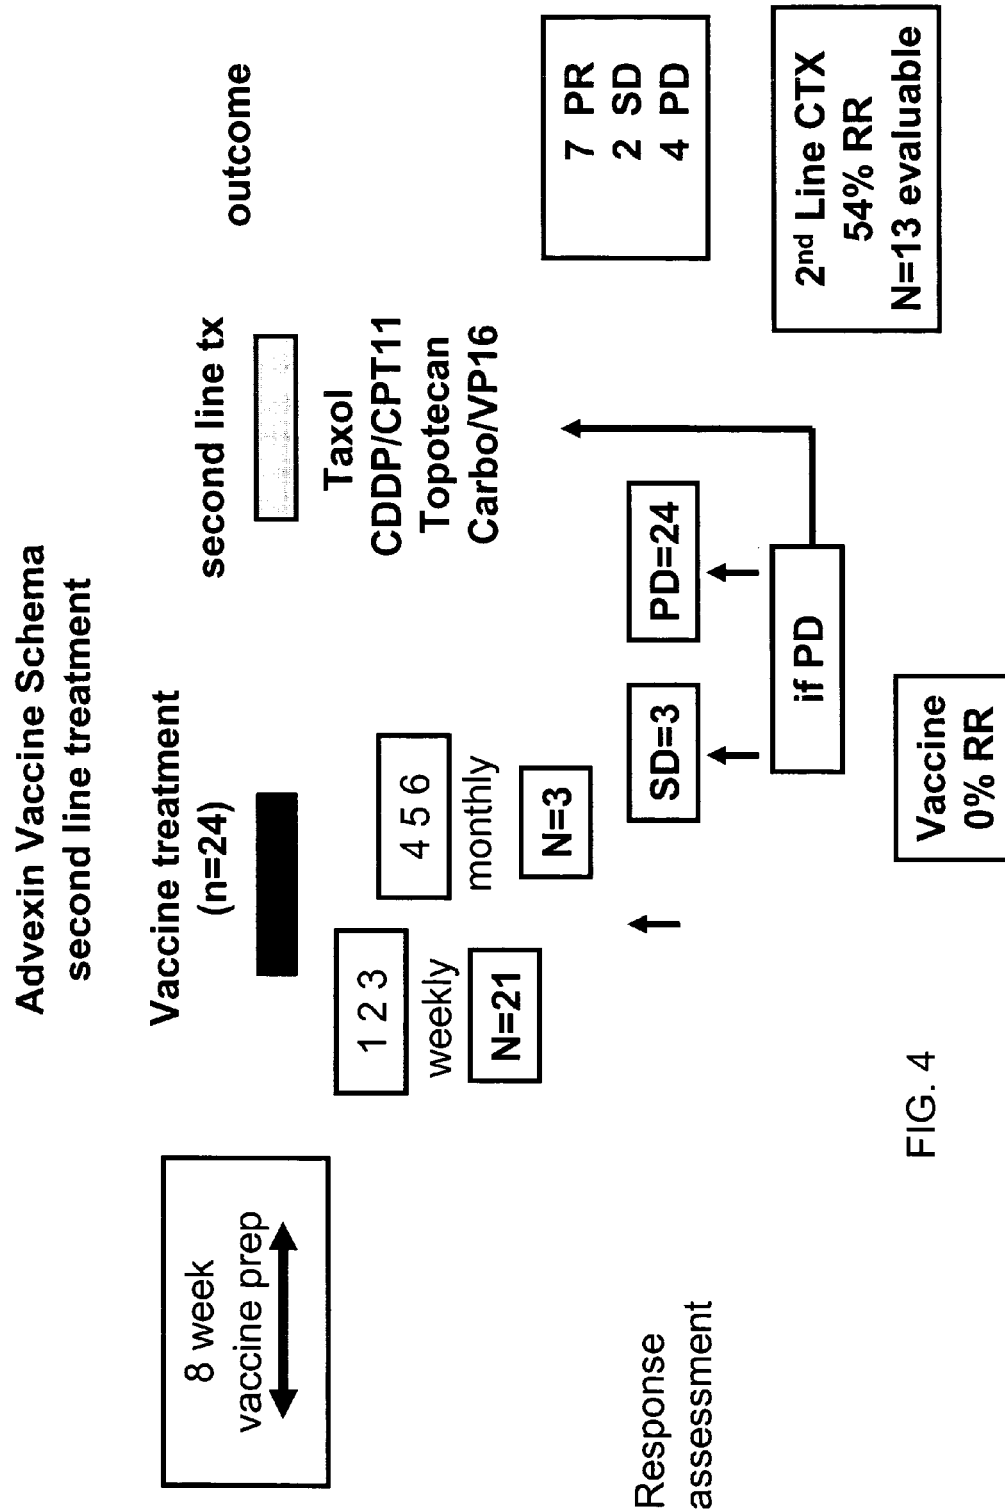 Advexin Vaccine Schema
second line treatment
8 week
vaccine prep
Vaccine treatment
(n=24)
1 2 3
weekly
N=21
4 5 6
monthly
N=3
second line tx
Taxol
CDDP/CPT11
Topotecan
Carbo/VP16
outcome
7 PR
2 SD
4 PD
Response
assessment
SD=3
PD=24
if PD
Vaccine
0% RR
2nd Line CTX
54% RR
N=13 evaluable
FIG. 4